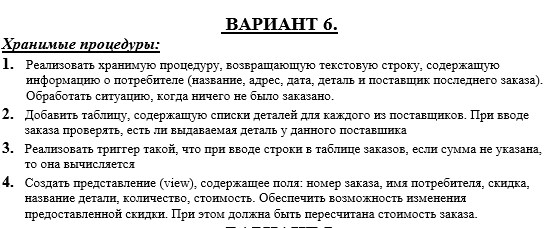 ВАРИАНТ 6.
Хранимые процедуры:
1. Реализовать хранимую процедуру, возвращающую текстовую строку, содержащую
информацию о потребителе (название, адрес, дата, деталь и поставщик последнего заказа).
Обработать ситуацию, когда ничего не было заказано.
2. Добавить таблицу, содержащую списки деталей для каждого из поставщиков. При вводе
заказа проверять, есть ли выдаваемая деталь у данного поставшика
3. Реализовать триггер такой, что при вводе строки в таблице заказов, если сумма не указана,
то она вычисляется
4. Создать представление (view), содержащее поля: номер заказа, имя потребителя, скидка,
название детали, количество, стоимость. Обеспечить возможность изменения
предоставленной скидки. При этом должна быть пересчитана стоимость заказа.